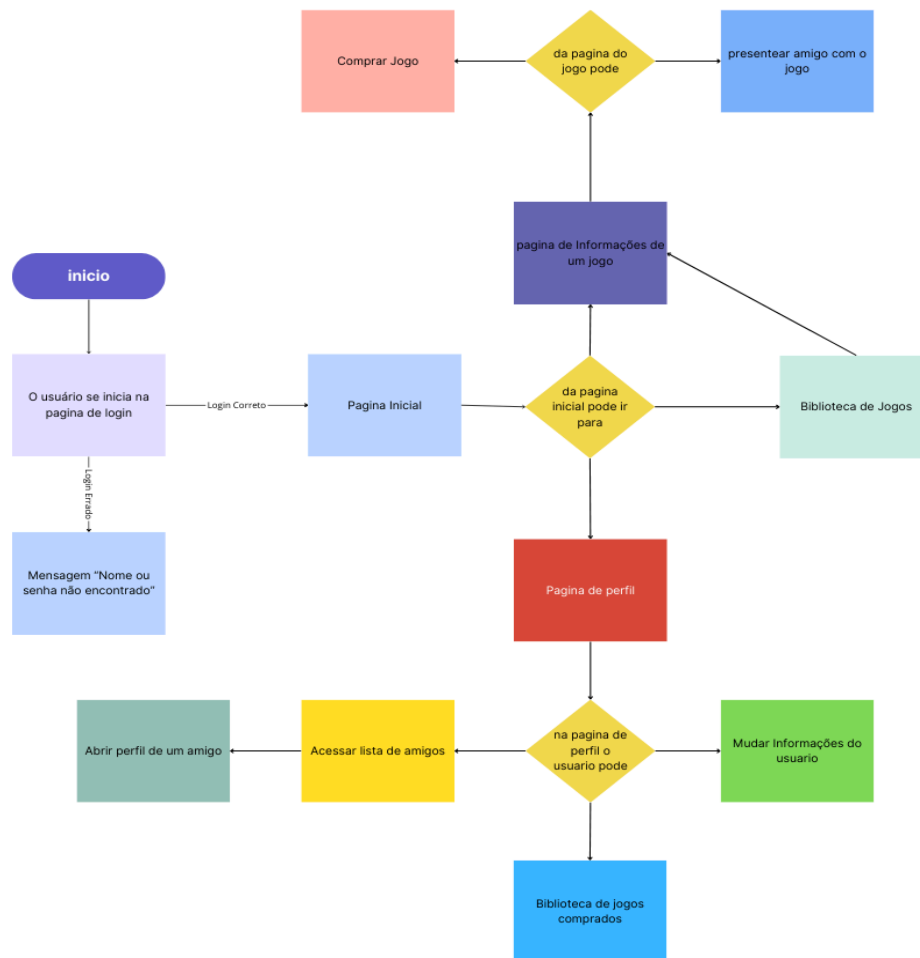 Comprar Jogo
da pagina do
jogo pode
presentear amigo com o
jogo
pagina de Informações de
um jogo
inicio
O usuário se inicia na
pagina de login
Login Correto
Pagina Inicial
da pagina
inicial pode ir
para
Biblioteca de Jogos
Login Errado
Mensagem “Nome ou
senha não encontrado”
Pagina de perfil
Abrir perfil de um amigo
Acessar lista de amigos
na pagina de
perfil o
usuario pode
Mudar Informações do
usuario
Biblioteca de jogos
comprados